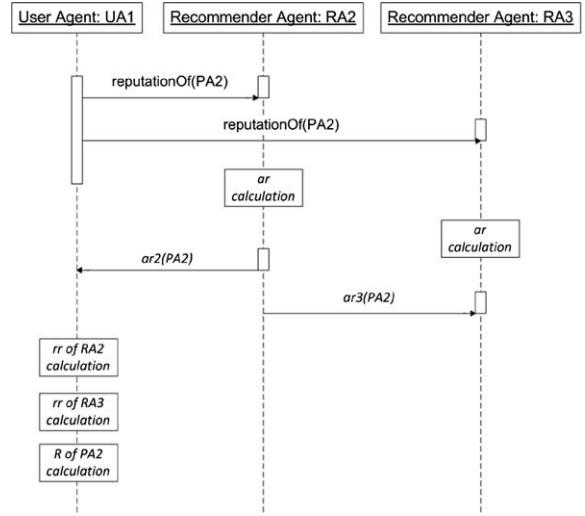 User Agent: UA1
Recommender Agent: RA2
Recommender Agent: RA3
reputationOf(PA2)
reputationOf(PA2)
ar
calculation
ar
calculation
ar2(PA2)
ar3(PA2)
rr of RA2
calculation
rr of RA3
calculation
R of PA2
calculation